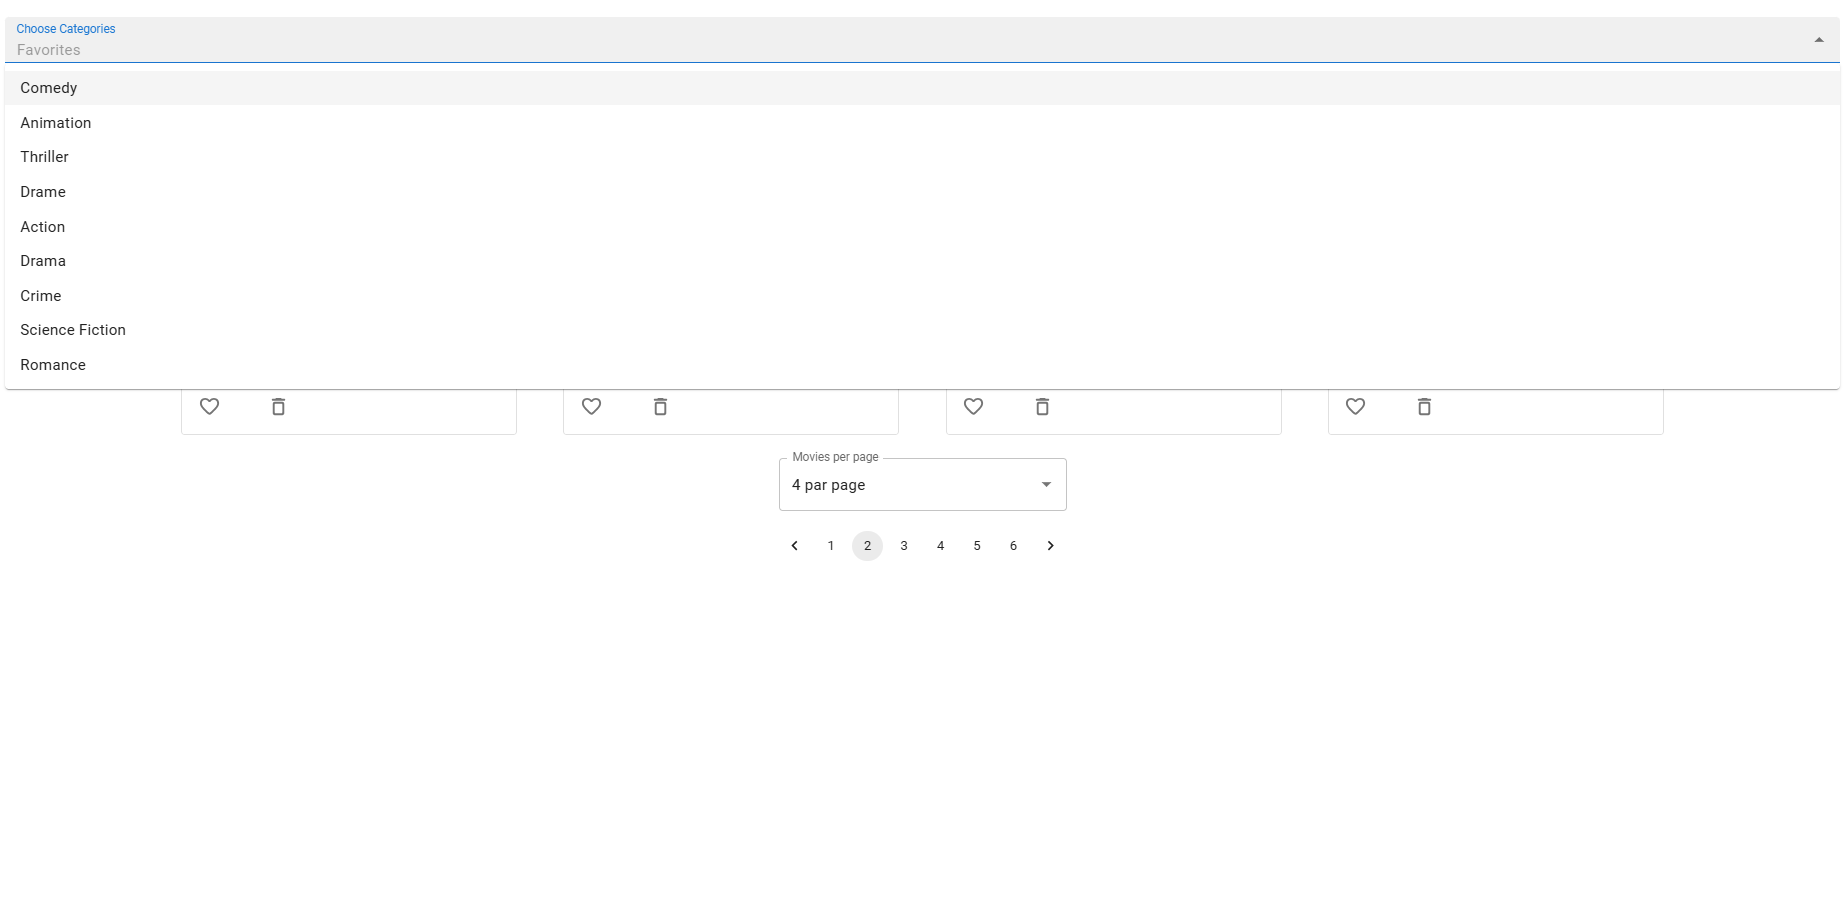 Choose Categories
Favorites
Comedy
Animation
Thriller
Drame
Action
Drama
Crime
Science Fiction
Romance
Movies per page
4 par page
1 2 3 4 5 6